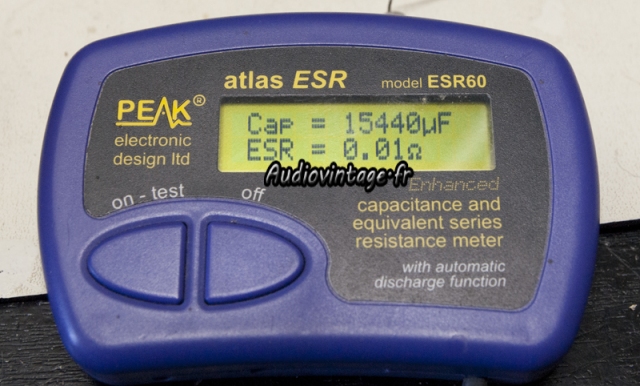 atlas ESR model ESR60
PEAK®
electronic
design ltd
Cap = 15440µF
ESR = 0.01Ω
Audiovintage.fr
on - test off
Enhanced
capacitance and
equivalent series
resistance meter
with automatic
discharge function